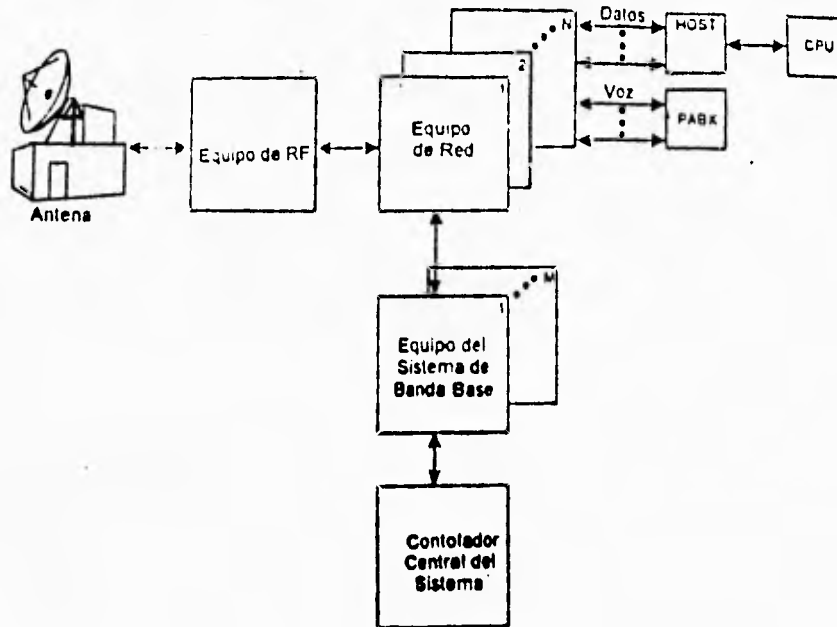 N
Datos
HOST
CPU
2
1
Voz
PABX
Equipo de RF
Equipo
de Red
Antena
M
1
Equipo del
Sistema de
Banda Base
Contolador
Central del
Sistema